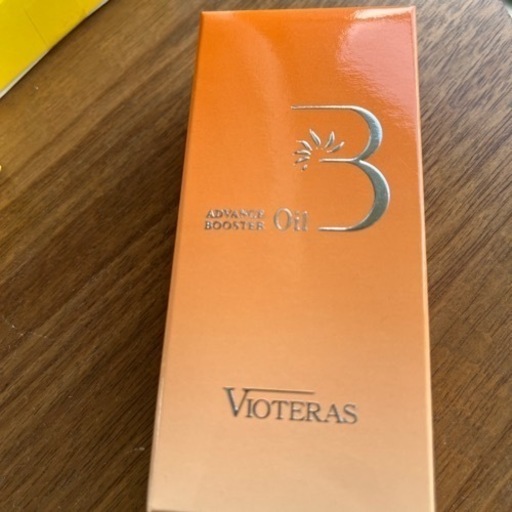 B
ADVANCE
BOOSTER Oil
VIOTERAS